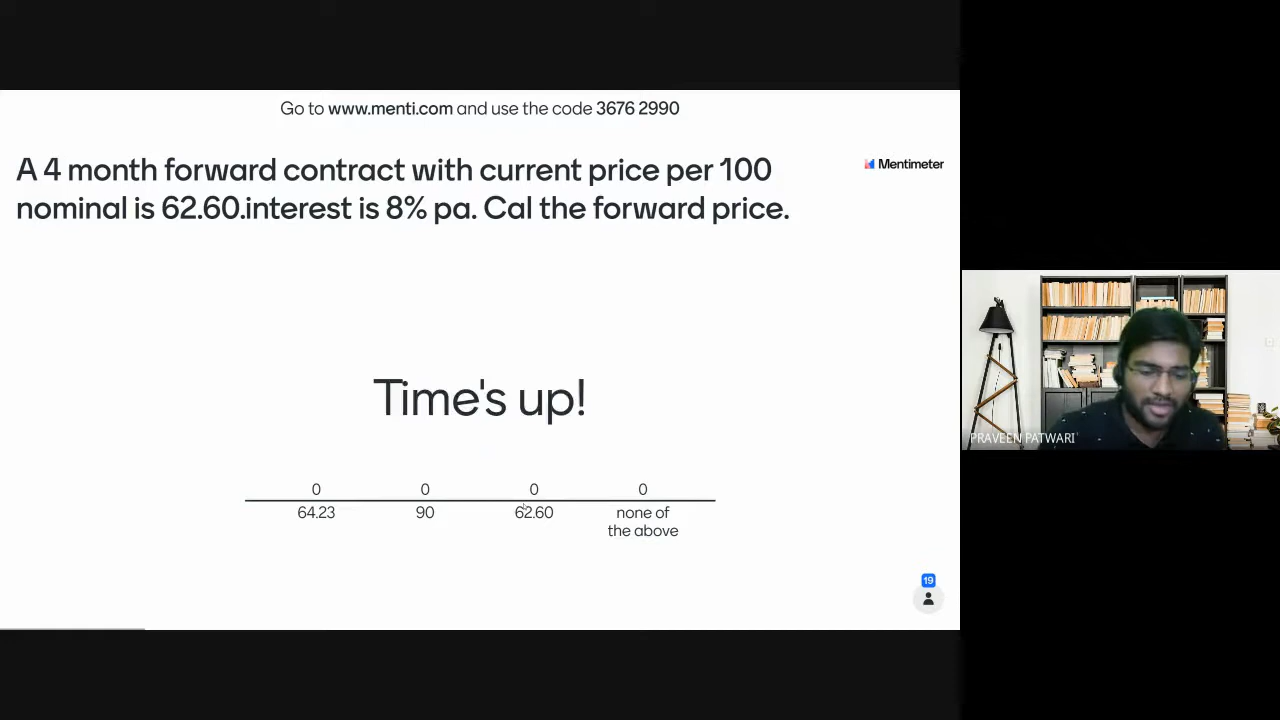 Go to www.menti.com and use the code 3676 2990
A 4 month forward contract with current price per 100
nominal is 62.60.interest is 8% pa. Cal the forward price.
Mentimeter
Time's up!
0 0 0 0
64.23 90 62.60 none of
the above
19
PRAVEEN PATWARI